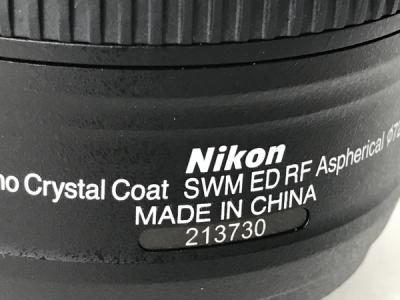 Nikon
Crystal Coat SWM ED RF Aspherical
MADE IN CHINA
213730